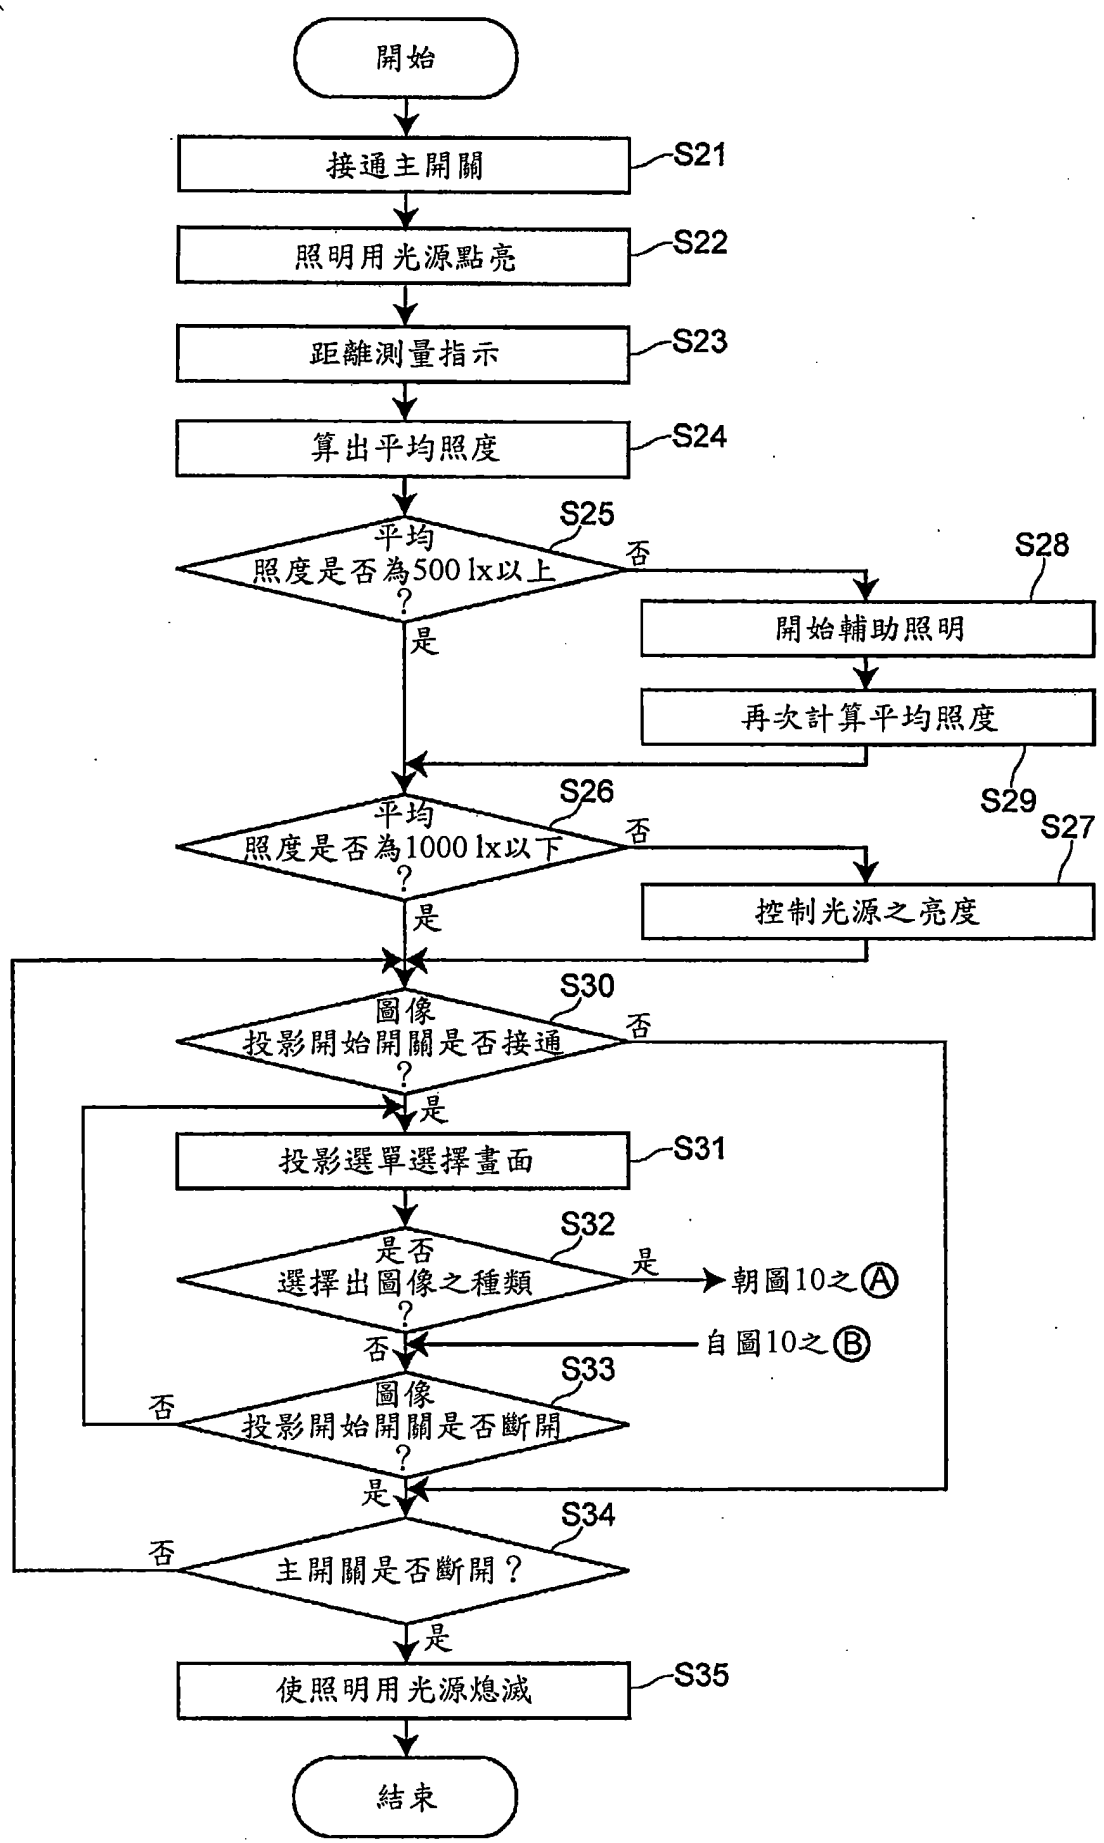 開始
接通主開關
S21
照明用光源點亮
S22
距離測量指示
S23
算出平均照度
S24
S25
平均
照度是否為500 lx以上
?
否
是
S28
開始輔助照明
再次計算平均照度
S29
S26
平均
照度是否為1000 lx以下
?
否
是
S27
控制光源之亮度
S30
圖像
投影開始開關是否接通
?
否
是
投影選單選擇畫面
S31
S32
是否
選擇出圖像之種類
?
是
朝圖10之Ⓐ
否
自圖10之Ⓑ
S33
圖像
投影開始開關是否斷開
?
否
是
S34
主開關是否斷開?
否
是
使照明用光源熄滅
S35
結束